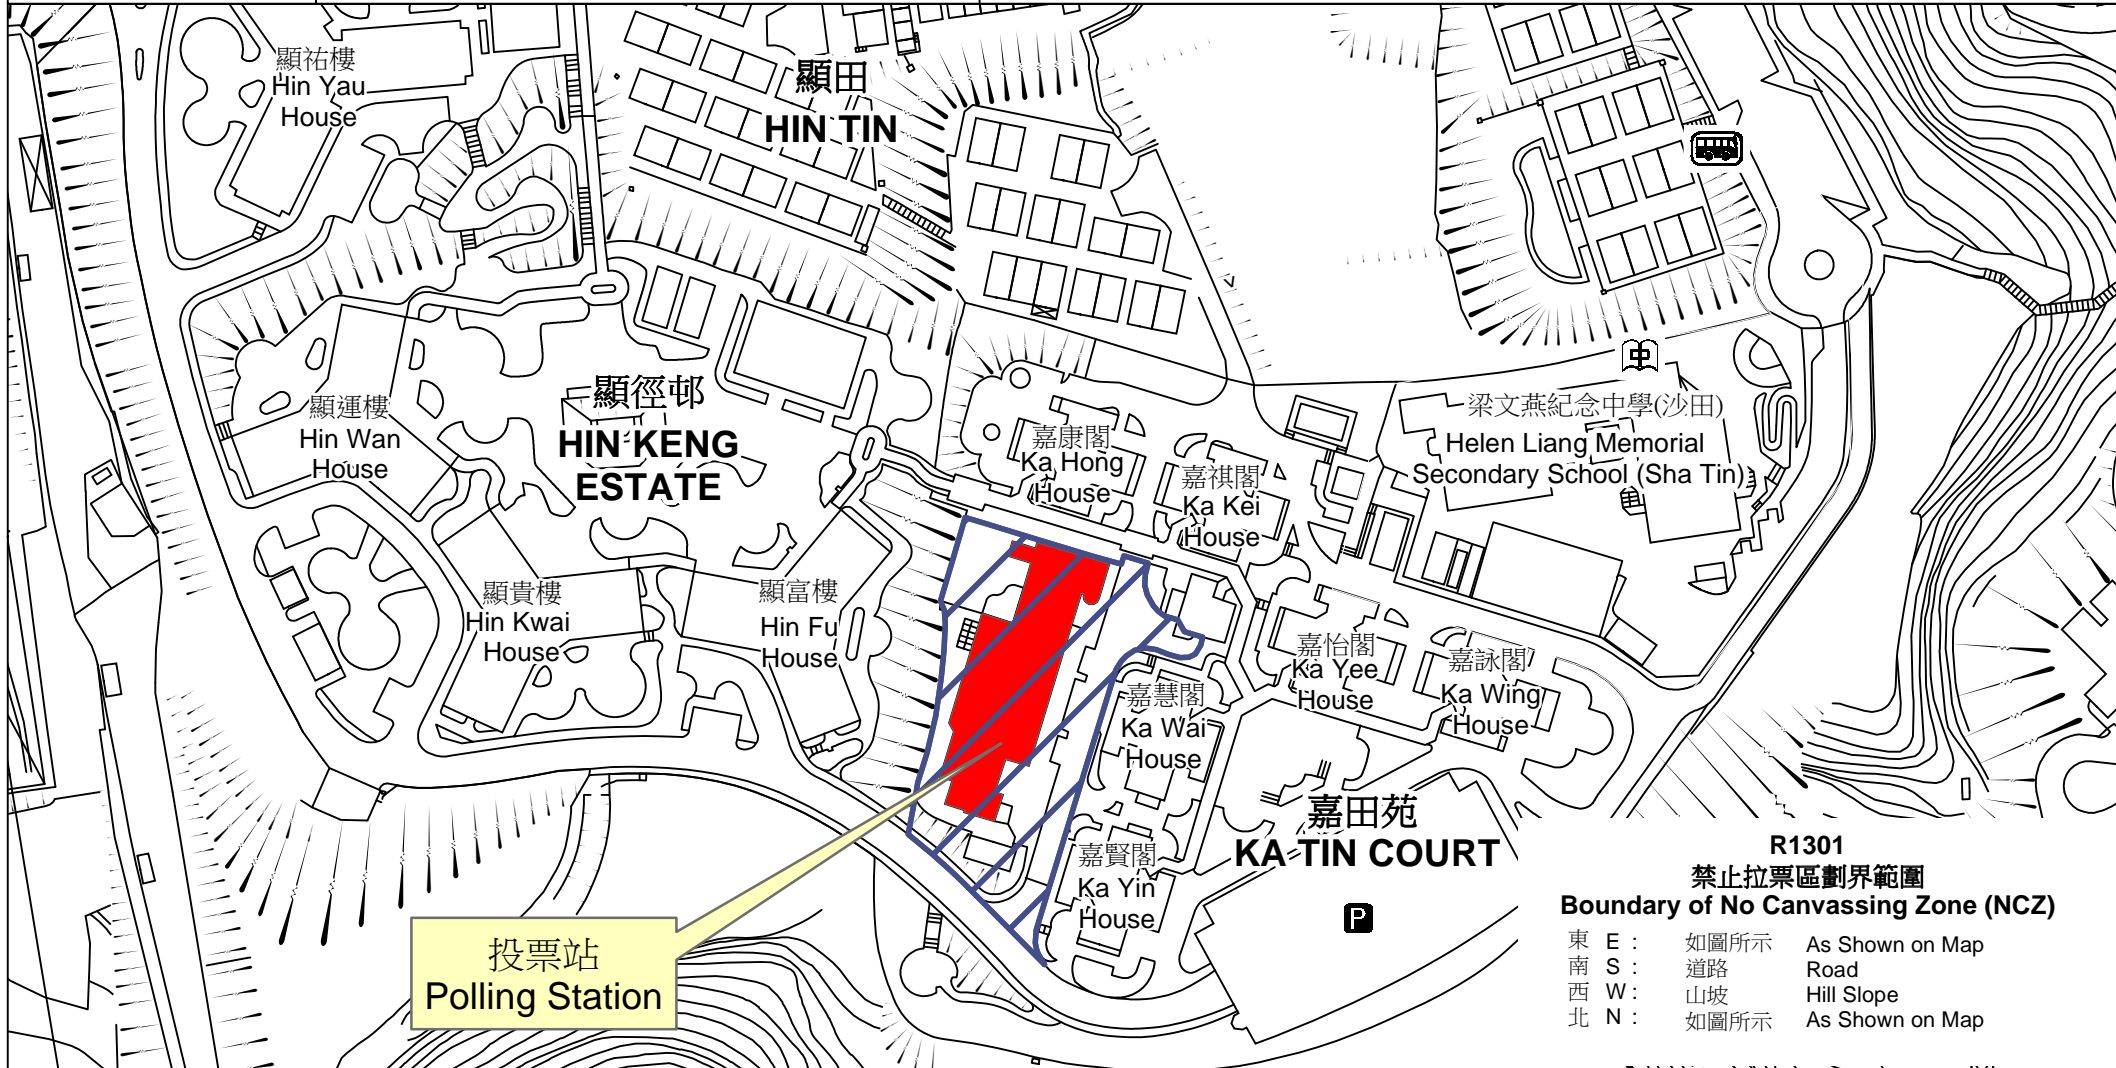 顯祐樓
Hin Yau
House
顯田
HIN TIN
顯運樓
Hin Wan
House
顯徑邨
HIN KENG
ESTATE
嘉康閣
Ka Hong
House
嘉祺閣
Ka Kei
House
中
梁文燕紀念中學(沙田)
Helen Liang Memorial
Secondary School (Sha Tin)
顯貴樓
Hin Kwai
House
顯富樓
Hin Fu
House
嘉怡閣
Ka Yee
House
嘉詠閣
Ka Wing
House
嘉慧閣
Ka Wai
House
嘉田苑
KA TIN COURT
嘉賢閣
Ka Yin
House
P
投票站
Polling Station
R1301
禁止拉票區劃界範圍
Boundary of No Canvassing Zone (NCZ)
東 E : 如圖所示 As Shown on Map
南 S : 道路 Road
西 W : 山坡 Hill Slope
北 N : 如圖所示 As Shown on Map